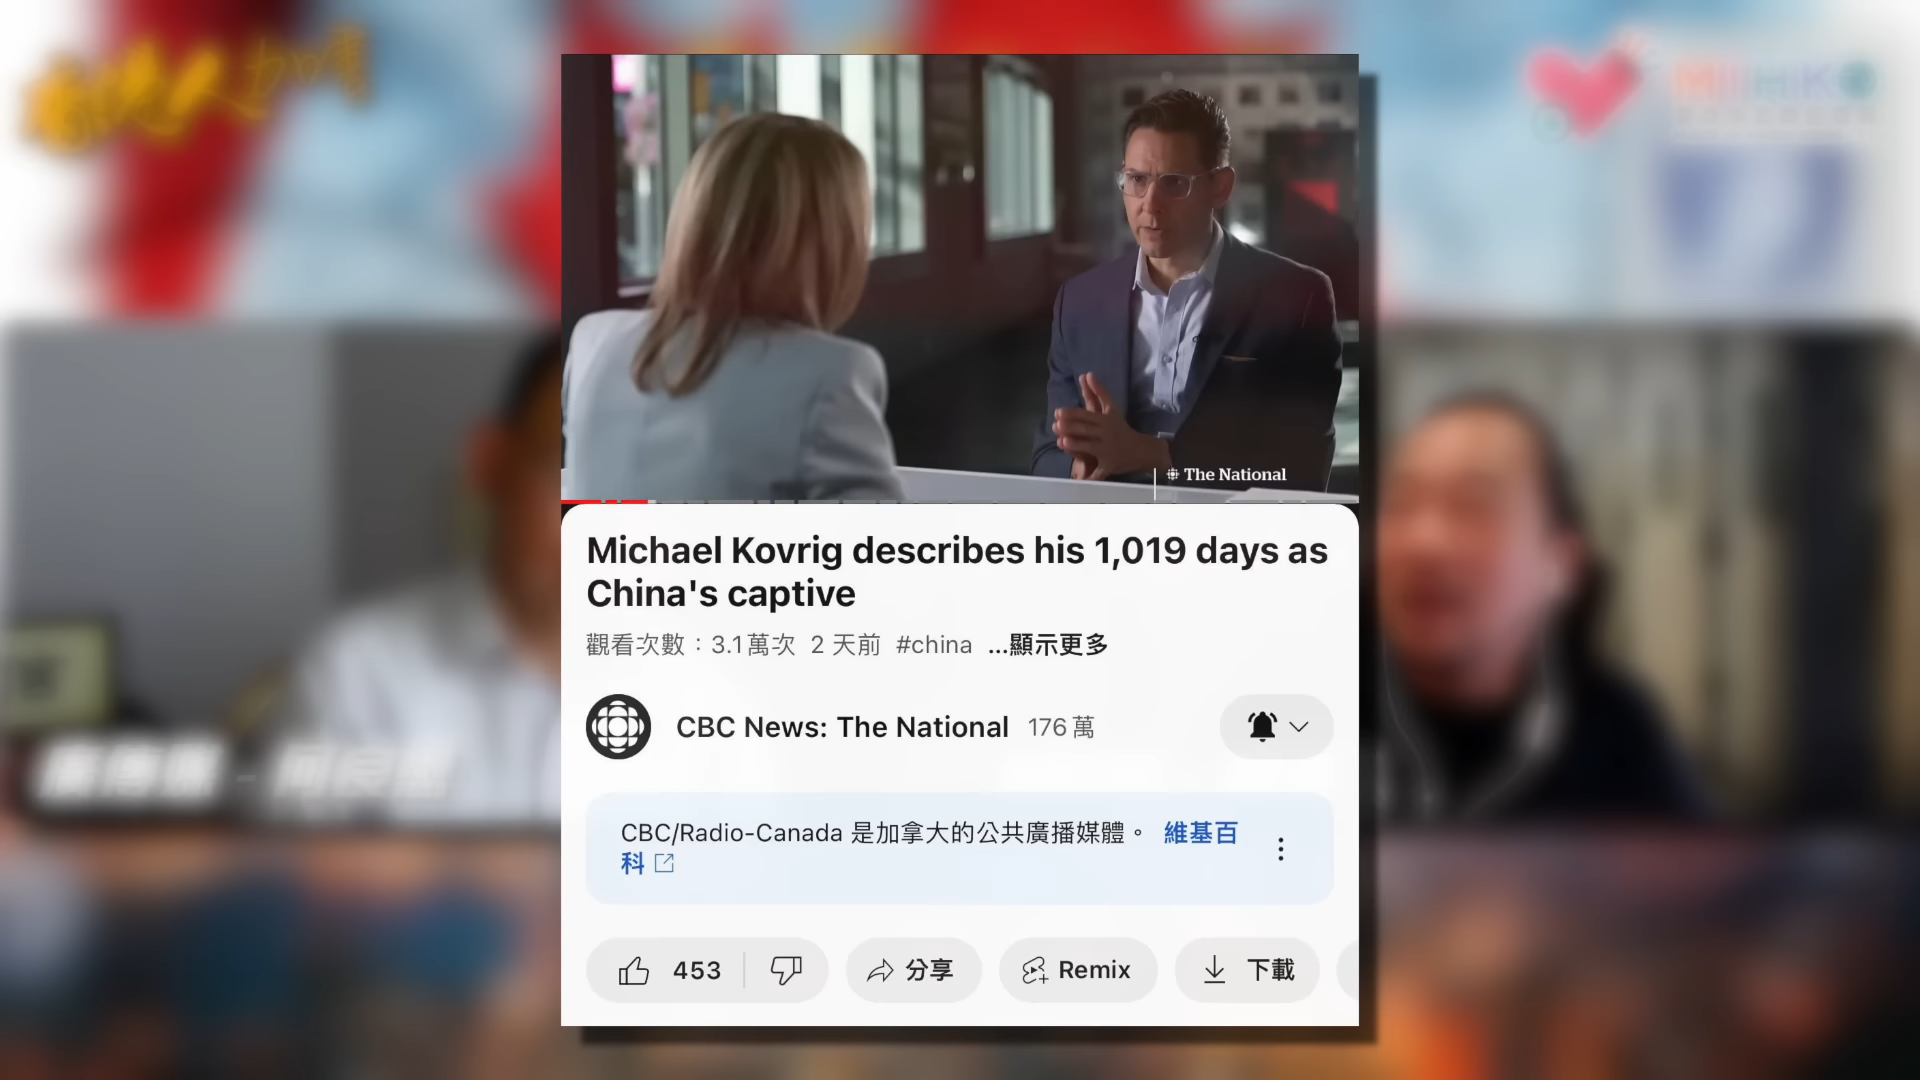 The National
Michael Kovrig describes his 1,019 days as
China's captive
觀看次數：3.1萬次 2 天前 #china ...顯示更多
CBC News: The National 176 萬
CBC/Radio-Canada 是加拿大的公共廣播媒體。 維基百
科
453
分享
Remix
下載